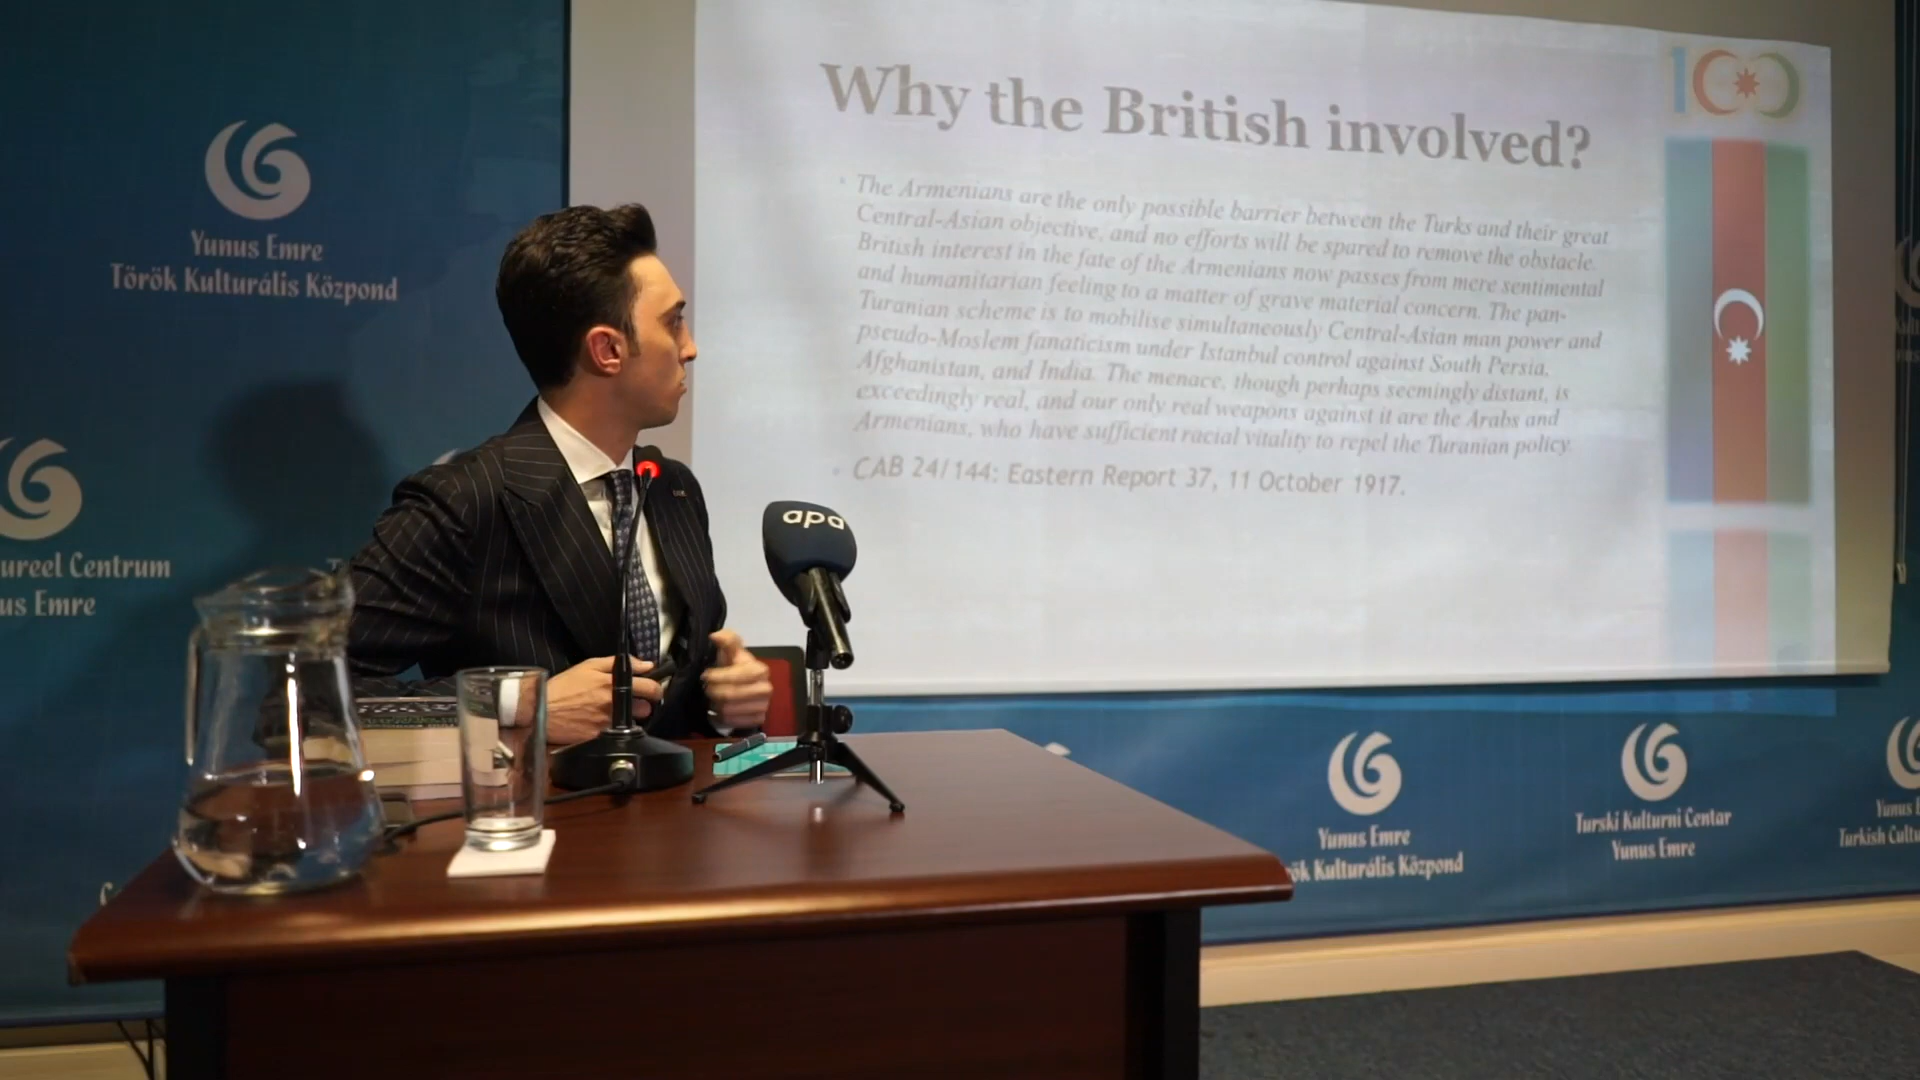 Why the British involved?
100
The Armenians are the only possible barrier between the Turks and their great
Central-Asian objective, and no efforts will be spared to remove the obstacle.
British interest in the fate of the Armenians now passes from mere sentimental
and humanitarian feeling to a matter of grave material concern. The pan-
Turanian scheme is to mobilise simultaneously Central-Asian man power and
pseudo-Moslem fanaticism under Istanbul control against South Persia,
Afghanistan, and India. The menace, though perhaps seemingly distant, is
exceedingly real, and our only real weapons against it are the Arabs and
Armenians, who have sufficient racial vitality to repel the Turanian policy.
CAB 24/144: Eastern Report 37, 11 October 1917.
Yunus Emre
Török Kulturális Központ
ureel Centrum
us Emre
apa
Yunus Emre
ök Kulturális Központ
Turski Kulturni Centar
Yunus Emre
Yunus E
Turkish Cultu